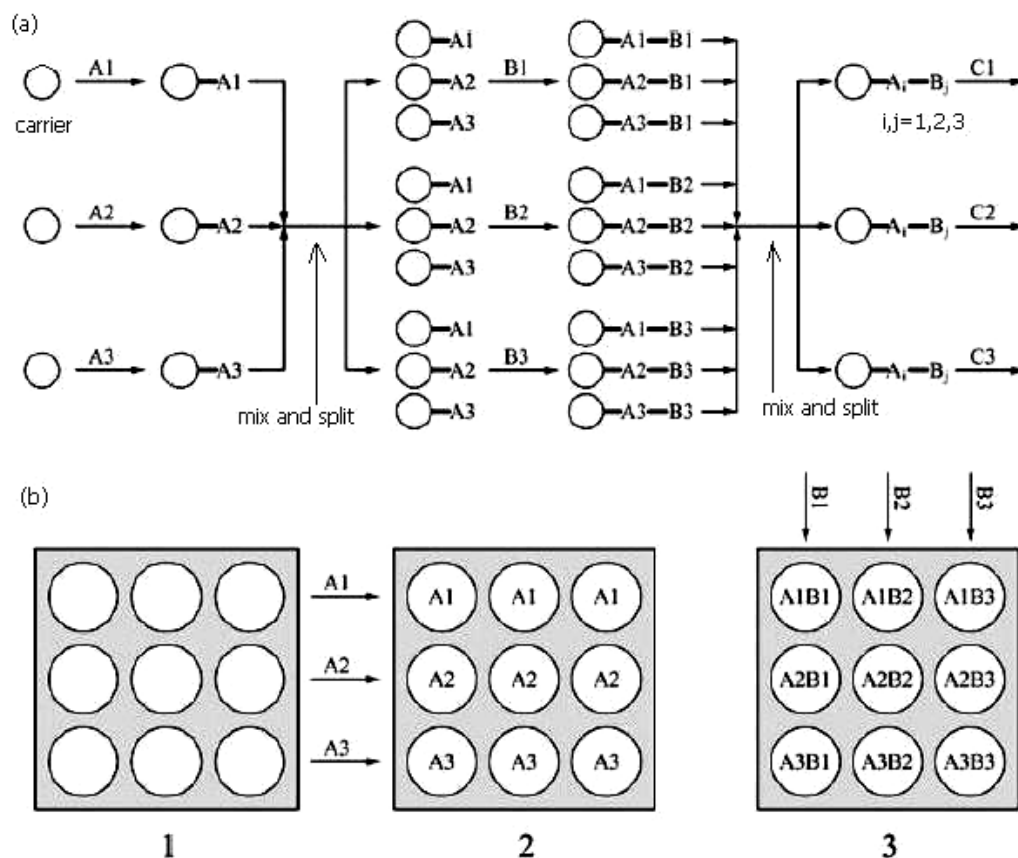 (a)
A1
A1
A1
A2
A3
B1
A1 B1
A2 B1
A3 B1
Ai Bj
C1
carrier
i,j=1,2,3
A2
A2
A1
A2
A3
B2
A1 B2
A2 B2
A3 B2
Ai Bj
C2
A3
A3
A1
A2
A3
B3
A1 B3
A2 B3
A3 B3
Ai Bj
C3
mix and split
mix and split
(b)
B1
B2
B3
A1
A2
A3
A1 A1 A1
A2 A2 A2
A3 A3 A3
A1B1 A1B2 A1B3
A2B1 A2B2 A2B3
A3B1 A3B2 A3B3
1
2
3